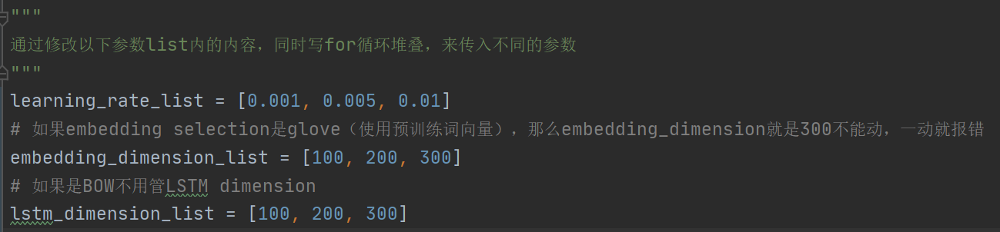 """
通过修改以下参数list内的内容，同时写for循环堆叠，来传入不同的参数
"""
learning_rate_list = [0.001, 0.005, 0.01]
# 如果embedding selection是glove（使用预训练词向量），那么embedding_dimension就是300不能动，一动就报错
embedding_dimension_list = [100, 200, 300]
# 如果是BOW不用管LSTM dimension
lstm_dimension_list = [100, 200, 300]